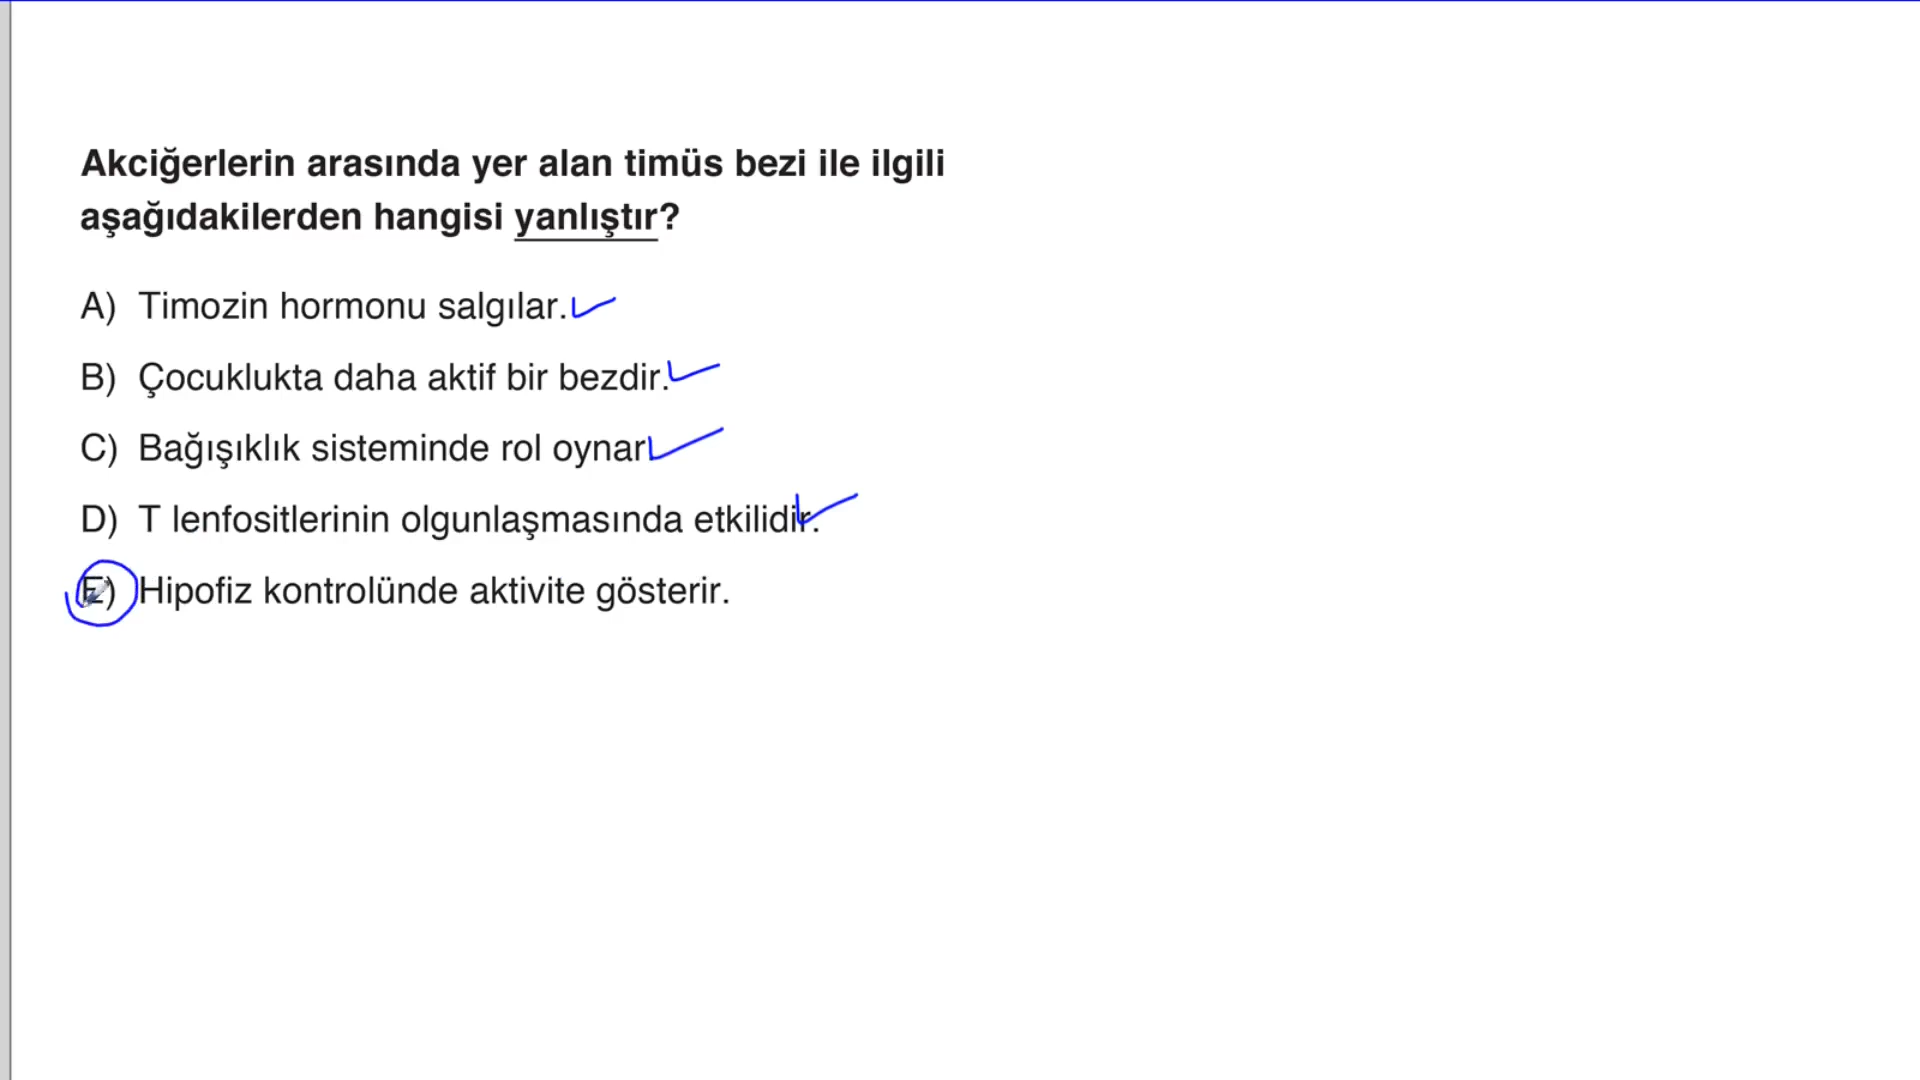 Akciğerlerin arasında yer alan timüs bezi ile ilgili
aşağıdakilerden hangisi yanlıştır?
A) Timozin hormonu salgılar.
B) Çocuklukta daha aktif bir bezdir.
C) Bağışıklık sisteminde rol oynar
D) T lenfositlerinin olgunlaşmasında etkilidir.
E) Hipofiz kontrolünde aktivite gösterir.